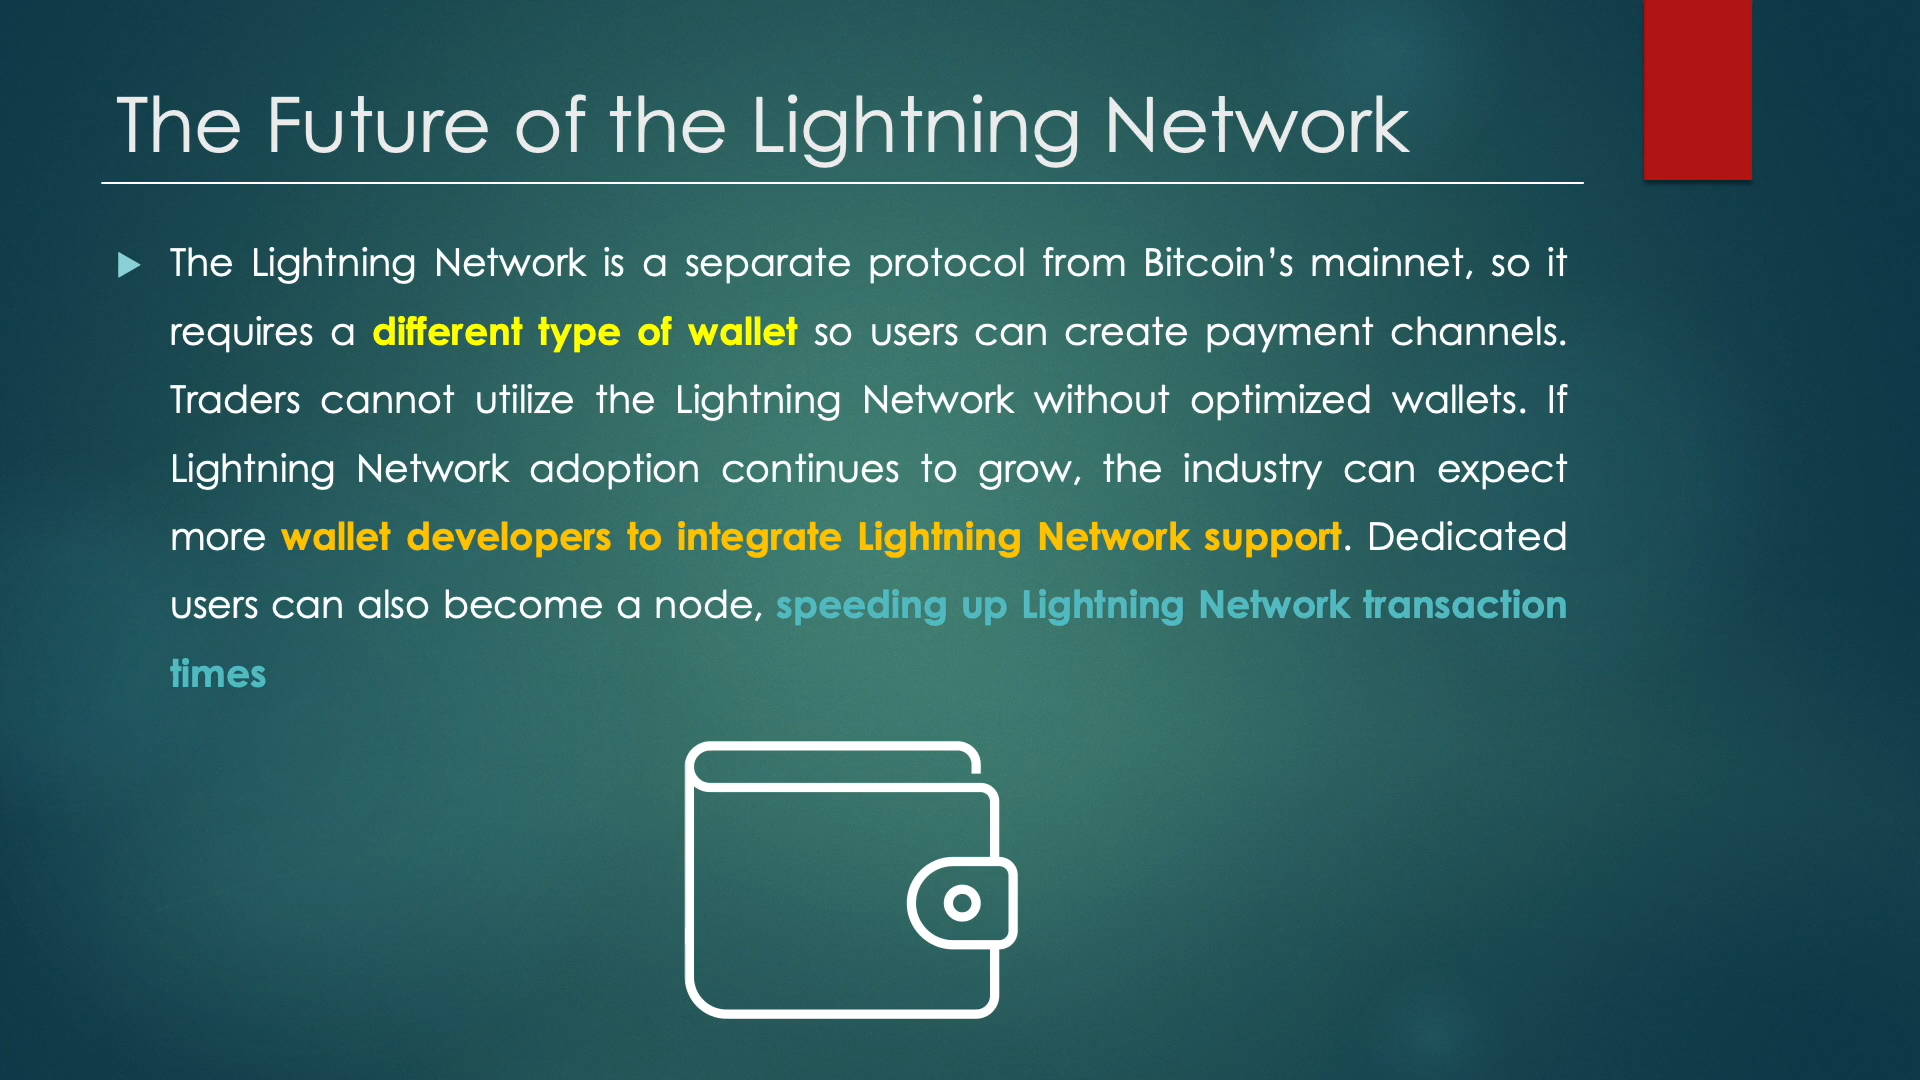 The Future of the Lightning Network
The Lightning Network is a separate protocol from Bitcoin’s mainnet, so it
requires a different type of wallet so users can create payment channels.
Traders cannot utilize the Lightning Network without optimized wallets. If
Lightning Network adoption continues to grow, the industry can expect
more wallet developers to integrate Lightning Network support. Dedicated
users can also become a node, speeding up Lightning Network transaction
times